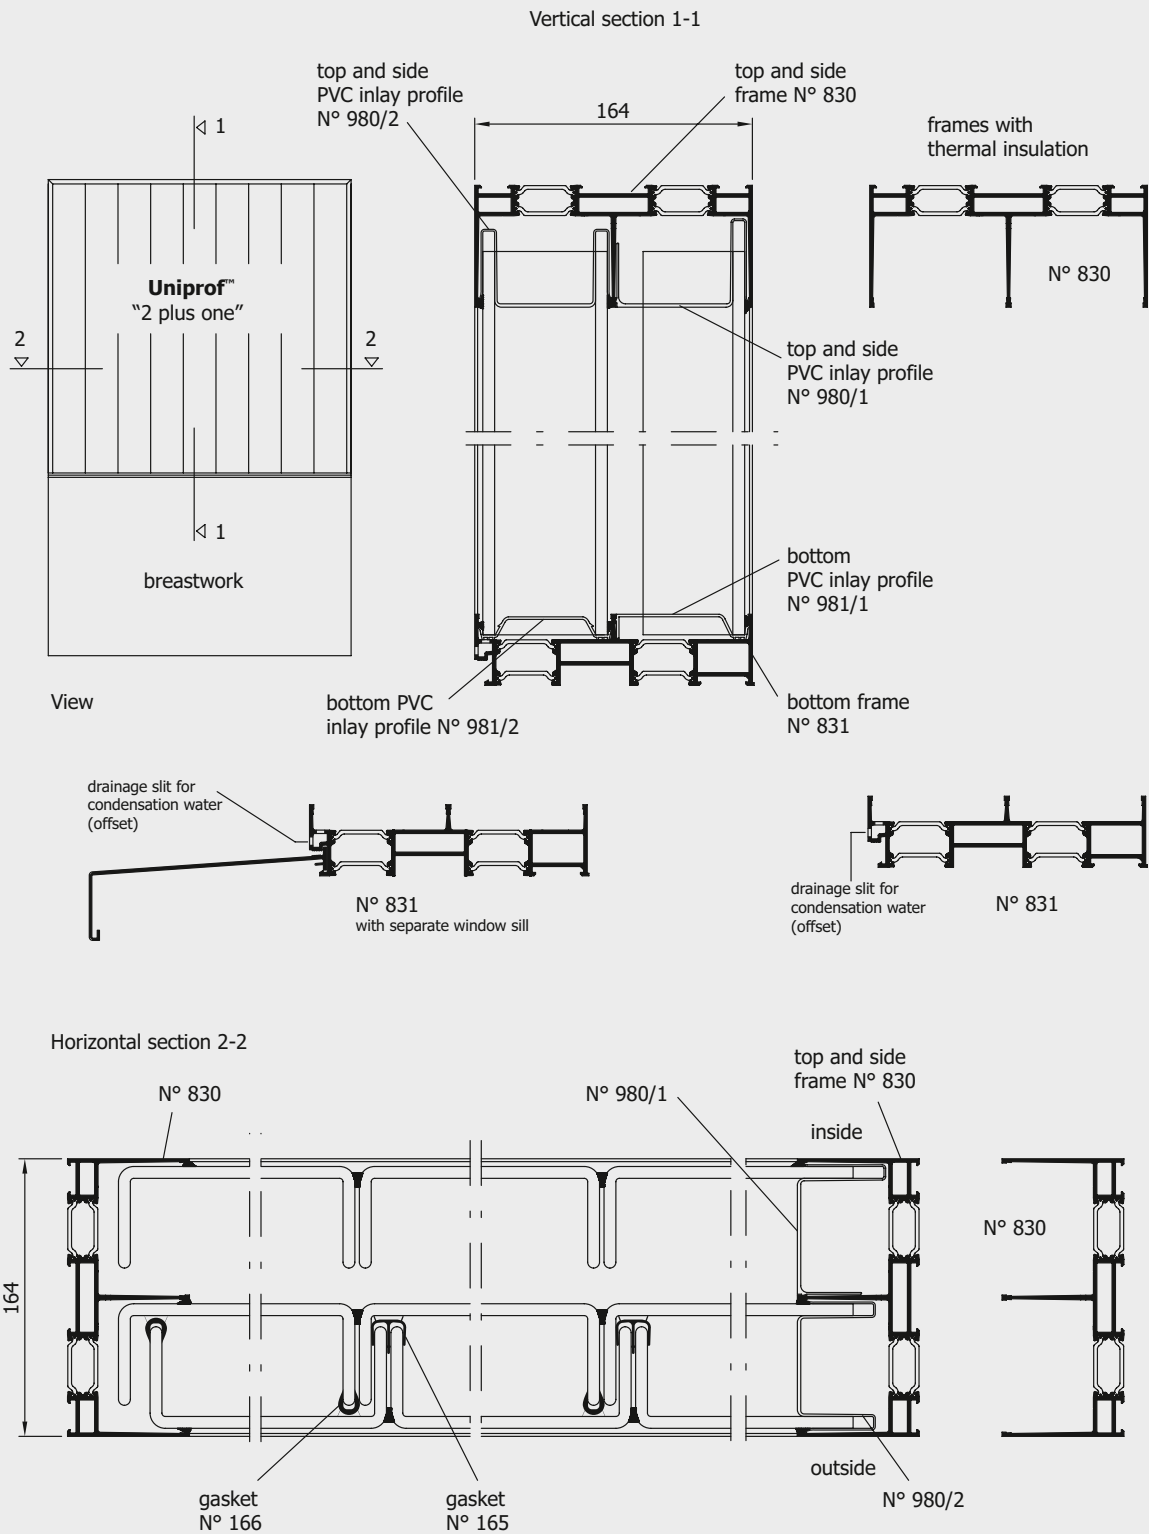 Vertical section 1-1
top and side
PVC inlay profile
N° 980/2
top and side
frame N° 830
164
frames with
thermal insulation
N° 830
1
Uniprof™
“2 plus one”
2
2
1
breastwork
View
top and side
PVC inlay profile
N° 980/1
bottom
PVC inlay profile
N° 981/1
bottom PVC
inlay profile N° 981/2
bottom frame
N° 831
drainage slit for
condensation water
(offset)
N° 831
with separate window sill
drainage slit for
condensation water
(offset)
N° 831
Horizontal section 2-2
N° 830
N° 980/1
top and side
frame N° 830
inside
164
N° 830
outside
N° 980/2
gasket
N° 166
gasket
N° 165